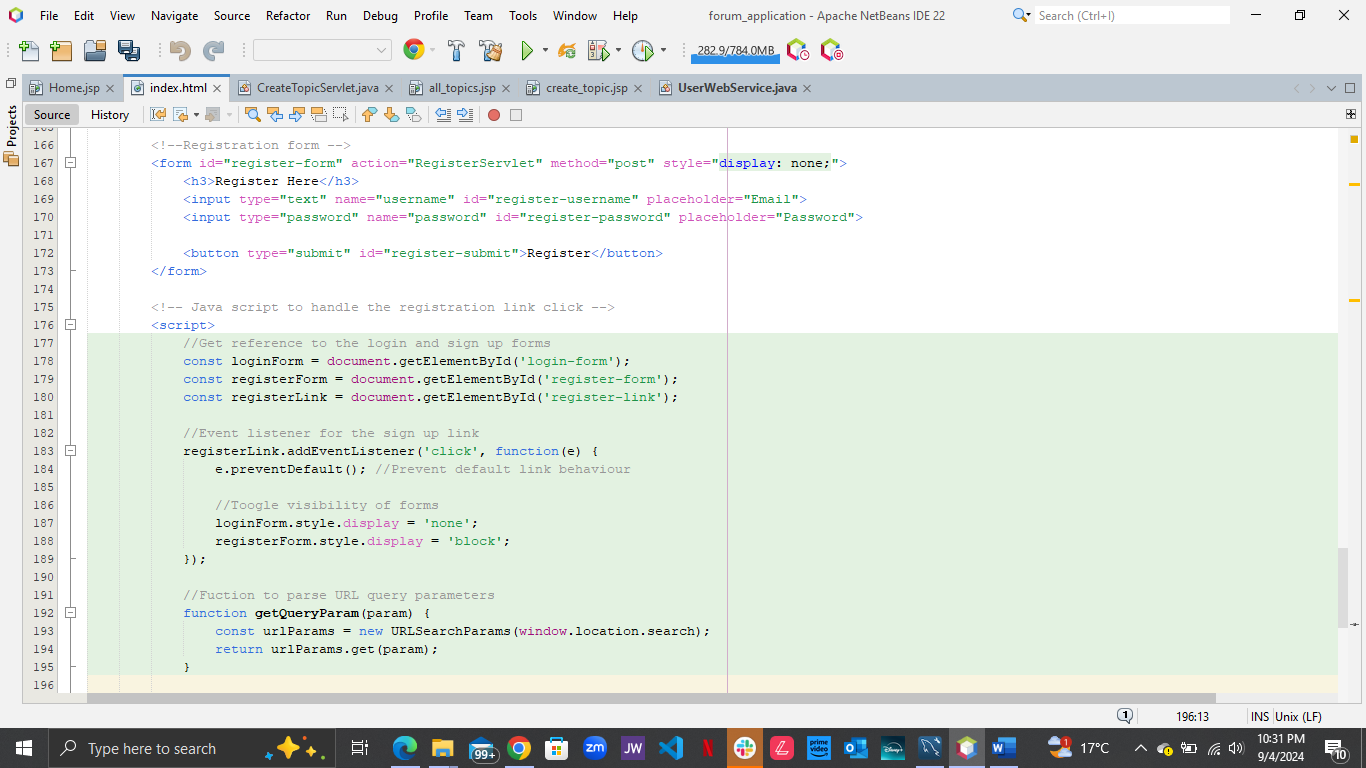 forum_application - Apache NetBeans IDE 22
File Edit View Navigate Source Refactor Run Debug Profile Team Tools Window Help
Search (Ctrl+I)
282.9/784.0MB
Projects
Home.jsp
index.html
CreateTopicServlet.java
all_topics.jsp
create_topic.jsp
UserWebService.java
Source History
166 <!--Registration form -->
167 <form id="register-form" action="RegisterServlet" method="post" style="display: none;">
168 <h3>Register Here</h3>
169 <input type="text" name="username" id="register-username" placeholder="Email">
170 <input type="password" name="password" id="register-password" placeholder="Password">
171
172 <button type="submit" id="register-submit">Register</button>
173 </form>
174
175 <!-- Java script to handle the registration link click -->
176 <script>
177 //Get reference to the login and sign up forms
178 const loginForm = document.getElementById('login-form');
179 const registerForm = document.getElementById('register-form');
180 const registerLink = document.getElementById('register-link');
181
182 //Event listener for the sign up link
183 registerLink.addEventListener('click', function(e) {
184 e.preventDefault(); //Prevent default link behaviour
185
186 //Toogle visibility of forms
187 loginForm.style.display = 'none';
188 registerForm.style.display = 'block';
189 });
190
191 //Fuction to parse URL query parameters
192 function getQueryParam(param) {
193 const urlParams = new URLSearchParams(window.location.search);
194 return urlParams.get(param);
195 }
196
1
196:13
INS Unix (LF)
Type here to search
99+
zm
JW
prime video
Disney+
1
17°C
10:31 PM
9/4/2024
10